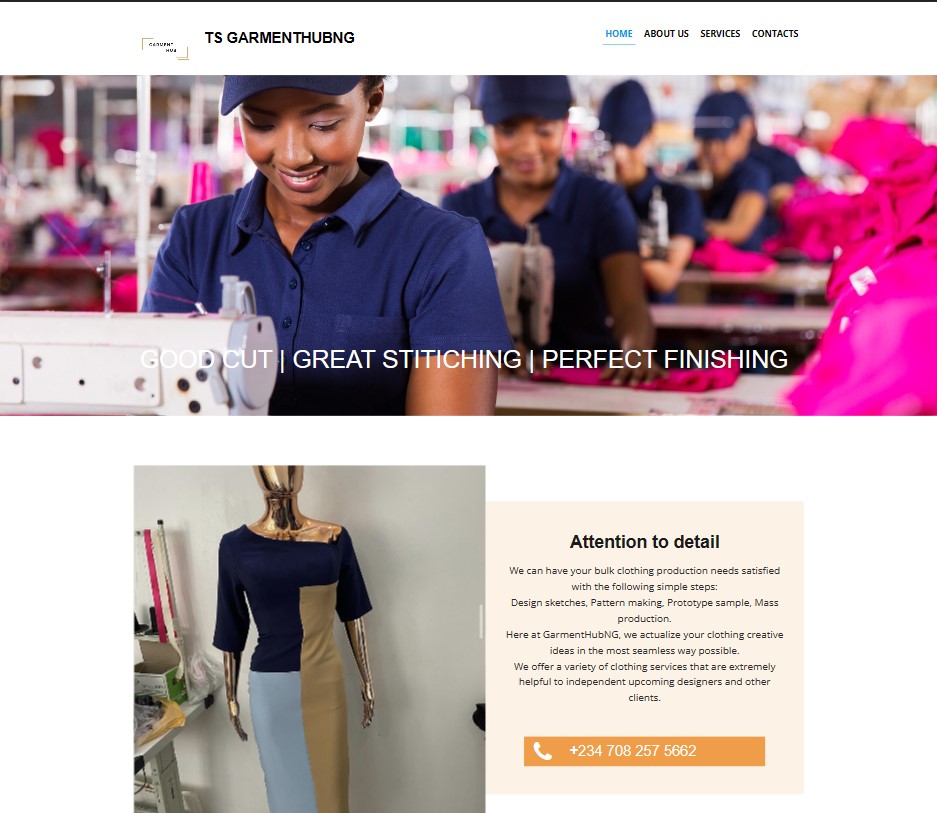 GARMENT
HUB
TS GARMENTHUBNG
HOME ABOUT US SERVICES CONTACTS
GOOD CUT | GREAT STITICHING | PERFECT FINISHING
Attention to detail
We can have your bulk clothing production needs satisfied
with the following simple steps:
Design sketches, Pattern making, Prototype sample, Mass
production.
Here at GarmentHubNG, we actualize your clothing creative
ideas in the most seamless way possible.
We offer a variety of clothing services that are extremely
helpful to independent upcoming designers and other
clients.
+234 708 257 5662